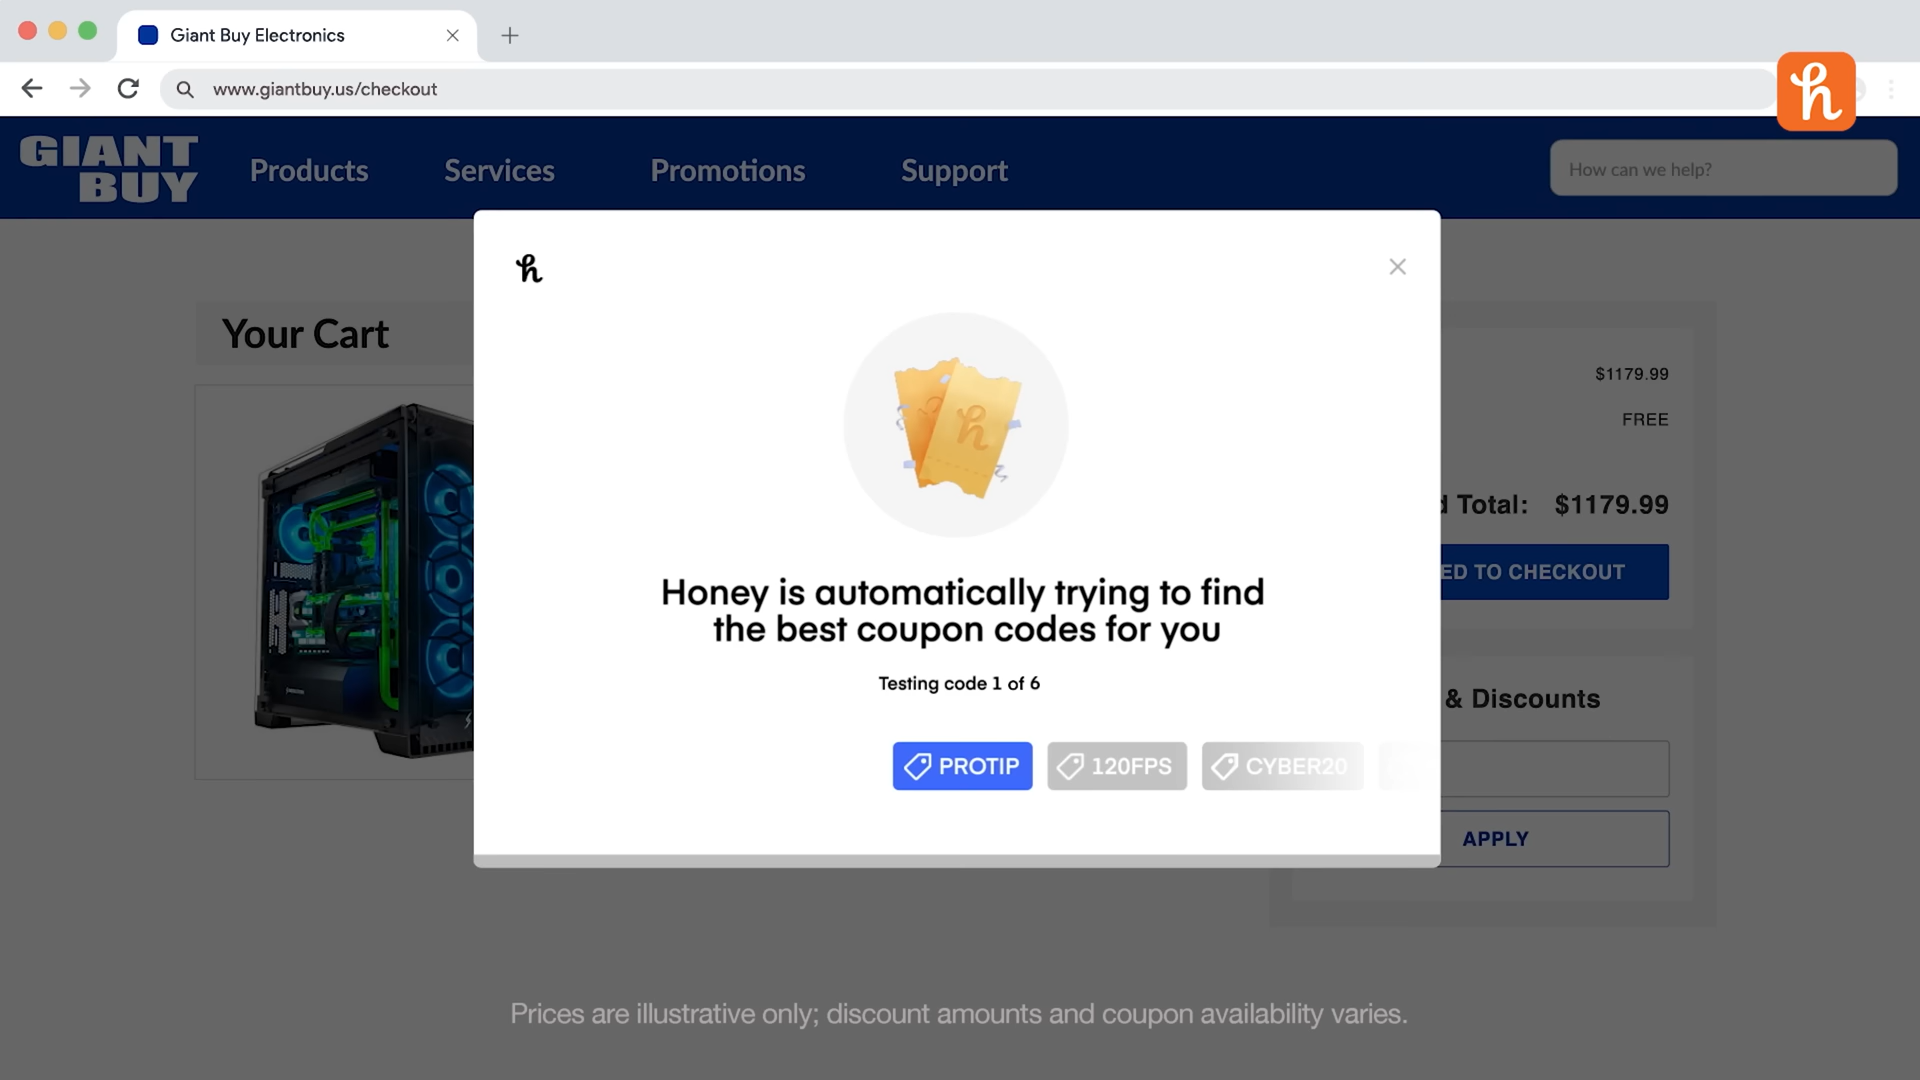 Giant Buy Electronics
www.giantbuy.us/checkout
GIANT
BUY
Products
Services
Promotions
Support
How can we help?
Your Cart
$1179.99
FREE
d Total: $1179.99
ED TO CHECKOUT
& Discounts
APPLY
h
h
Honey is automatically trying to find
the best coupon codes for you
Testing code 1 of 6
PROTIP
120FPS
CYBER20
Prices are illustrative only; discount amounts and coupon availability varies.